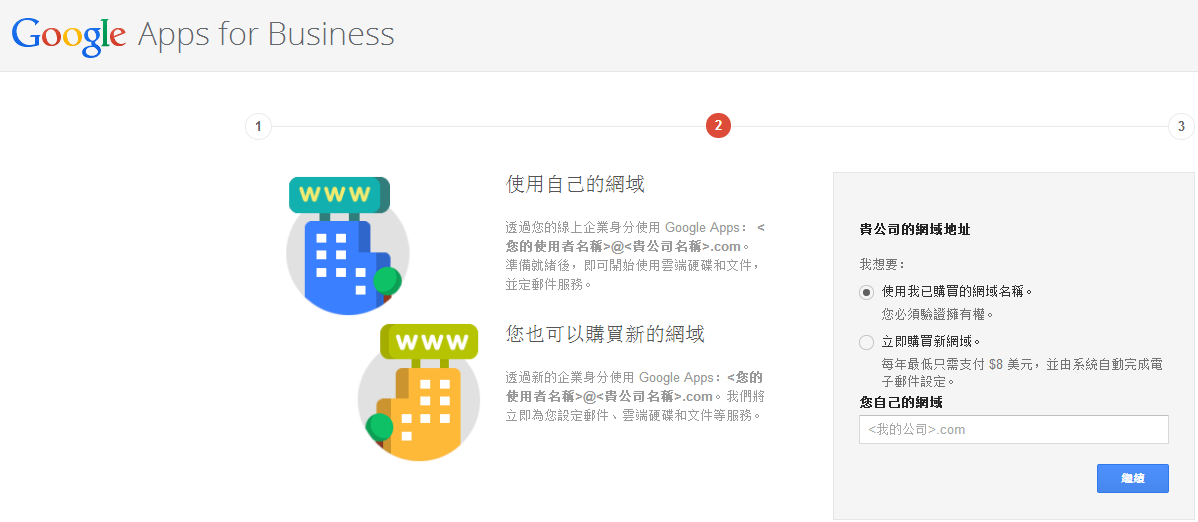 Google Apps for Business
1
2
3
www
使用自己的網域
透過您的線上企業身分使用 Google Apps： <
您的使用者名稱>@<貴公司名稱>.com。
準備就緒後，即可開始使用雲端硬碟和文件，
並定郵件服務。
www
您也可以購買新的網域
透過新的企業身分使用 Google Apps：<您的
使用者名稱>@<貴公司名稱>.com。我們將
立即為您設定郵件、雲端硬碟和文件等服務。
貴公司的網域地址
我想要：
使用我已購買的網域名稱。
您必須驗證擁有權。
立即購買新網域。
每年最低只需支付 $8 美元，並由系統自動完成電
子郵件設定。
您自己的網域
<我的公司>.com
繼續